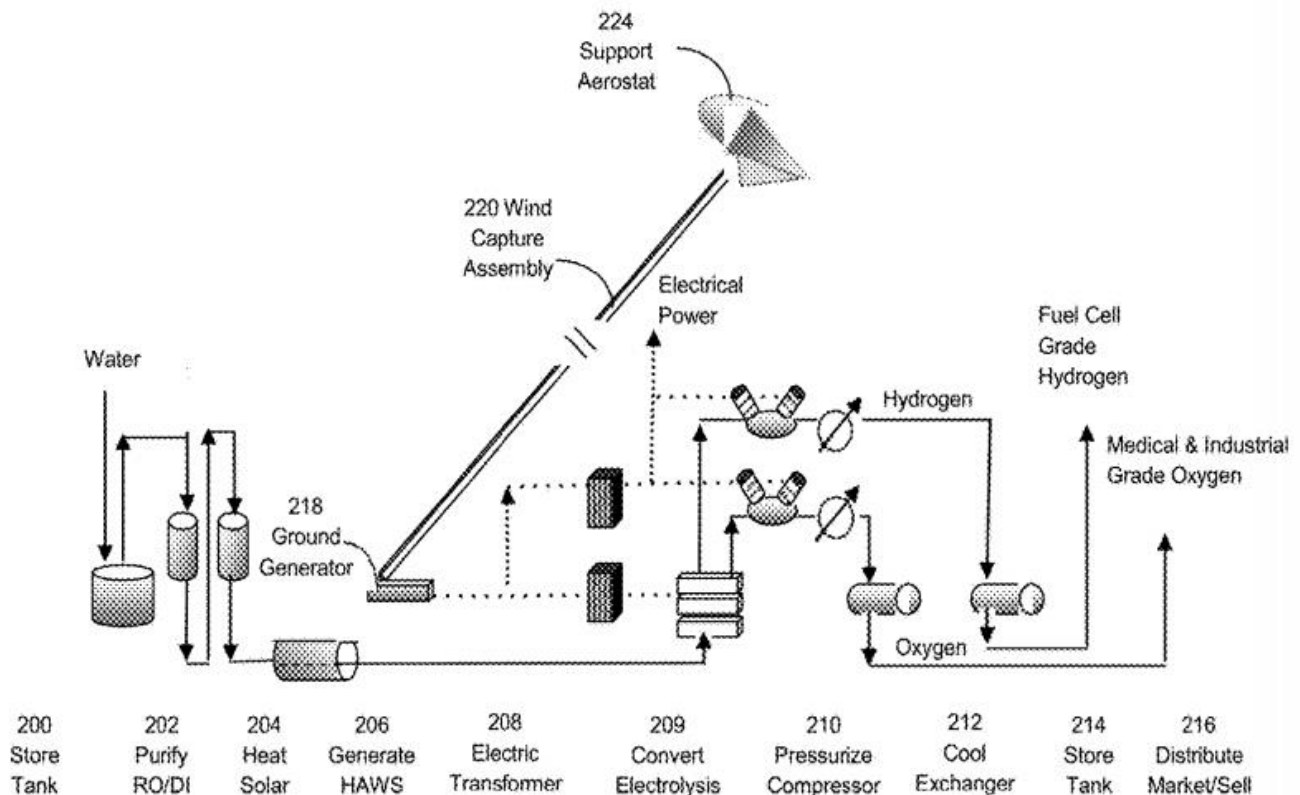 224
Support
Aerostat
220 Wind
Capture
Assembly
Electrical
Power
Fuel Cell
Grade
Hydrogen
Water
Hydrogen
Medical & Industrial
Grade Oxygen
218
Ground
Generator
Oxygen
200
Store
Tank
202
Purify
RO/DI
204
Heat
Solar
206
Generate
HAWS
208
Electric
Transformer
209
Convert
Electrolysis
210
Pressurize
Compressor
212
Cool
Exchanger
214
Store
Tank
216
Distribute
Market/Sell